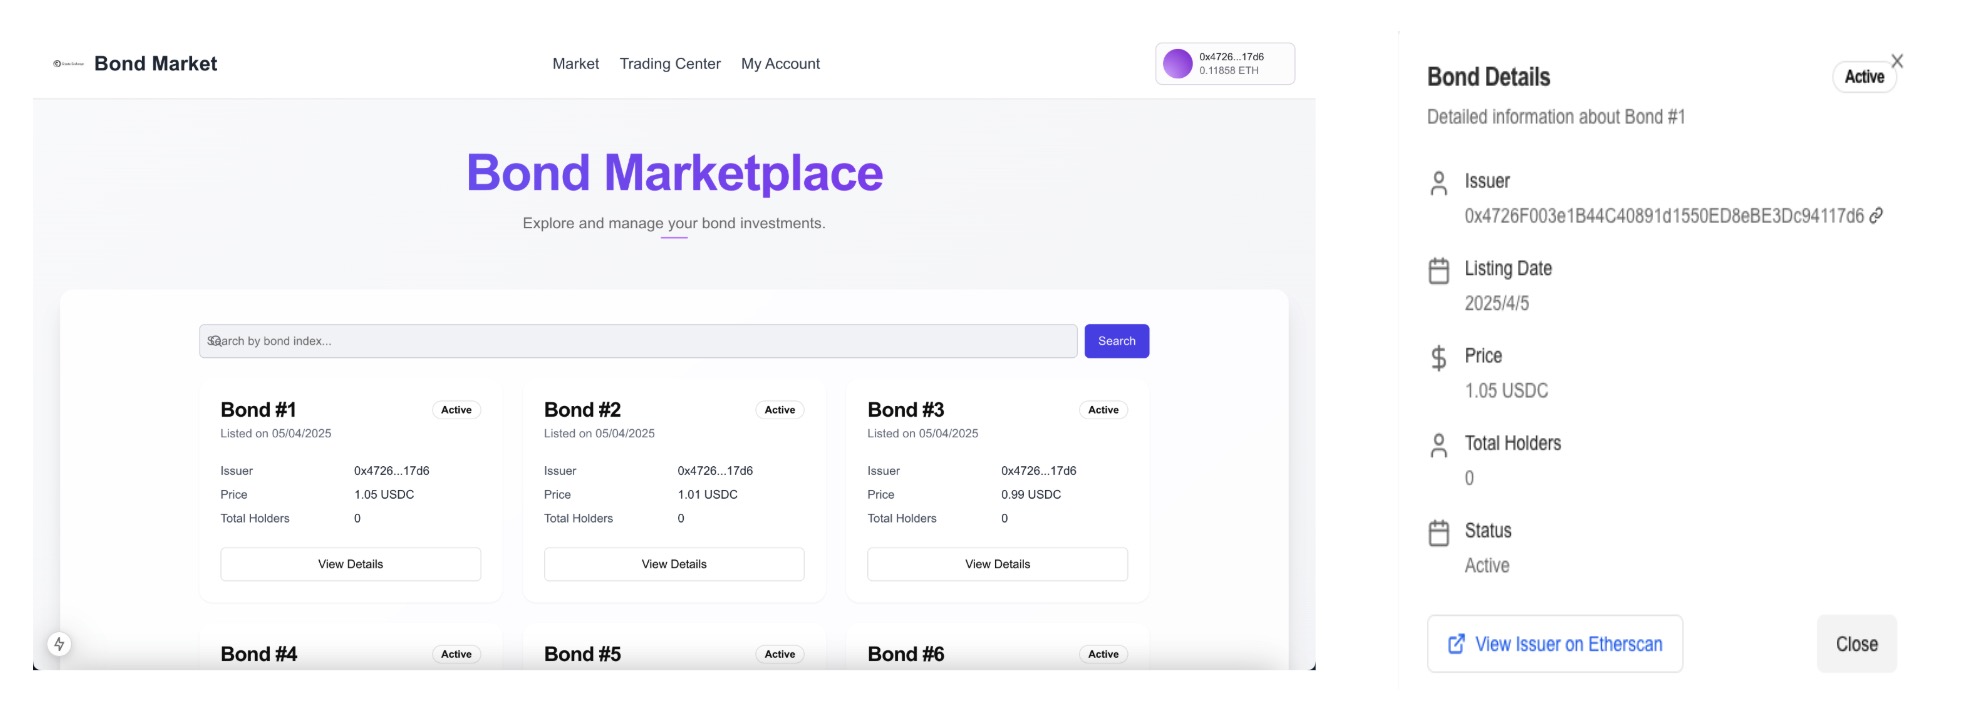 Bond Market
Market Trading Center My Account
0x4726...17d6
0.11858 ETH
Bond Marketplace
Explore and manage your bond investments.
Search by bond index...
Search
Bond #1 Active
Listed on 05/04/2025
Issuer 0x4726...17d6
Price 1.05 USDC
Total Holders 0
View Details
Bond #2 Active
Listed on 05/04/2025
Issuer 0x4726...17d6
Price 1.01 USDC
Total Holders 0
View Details
Bond #3 Active
Listed on 05/04/2025
Issuer 0x4726...17d6
Price 0.99 USDC
Total Holders 0
View Details
Bond #4 Active
Bond #5 Active
Bond #6 Active
Bond Details Active
Detailed information about Bond #1
Issuer
0x4726F003e1B44C40891d1550ED8eBE3Dc94117d6
Listing Date
2025/4/5
Price
1.05 USDC
Total Holders
0
Status
Active
View Issuer on Etherscan
Close